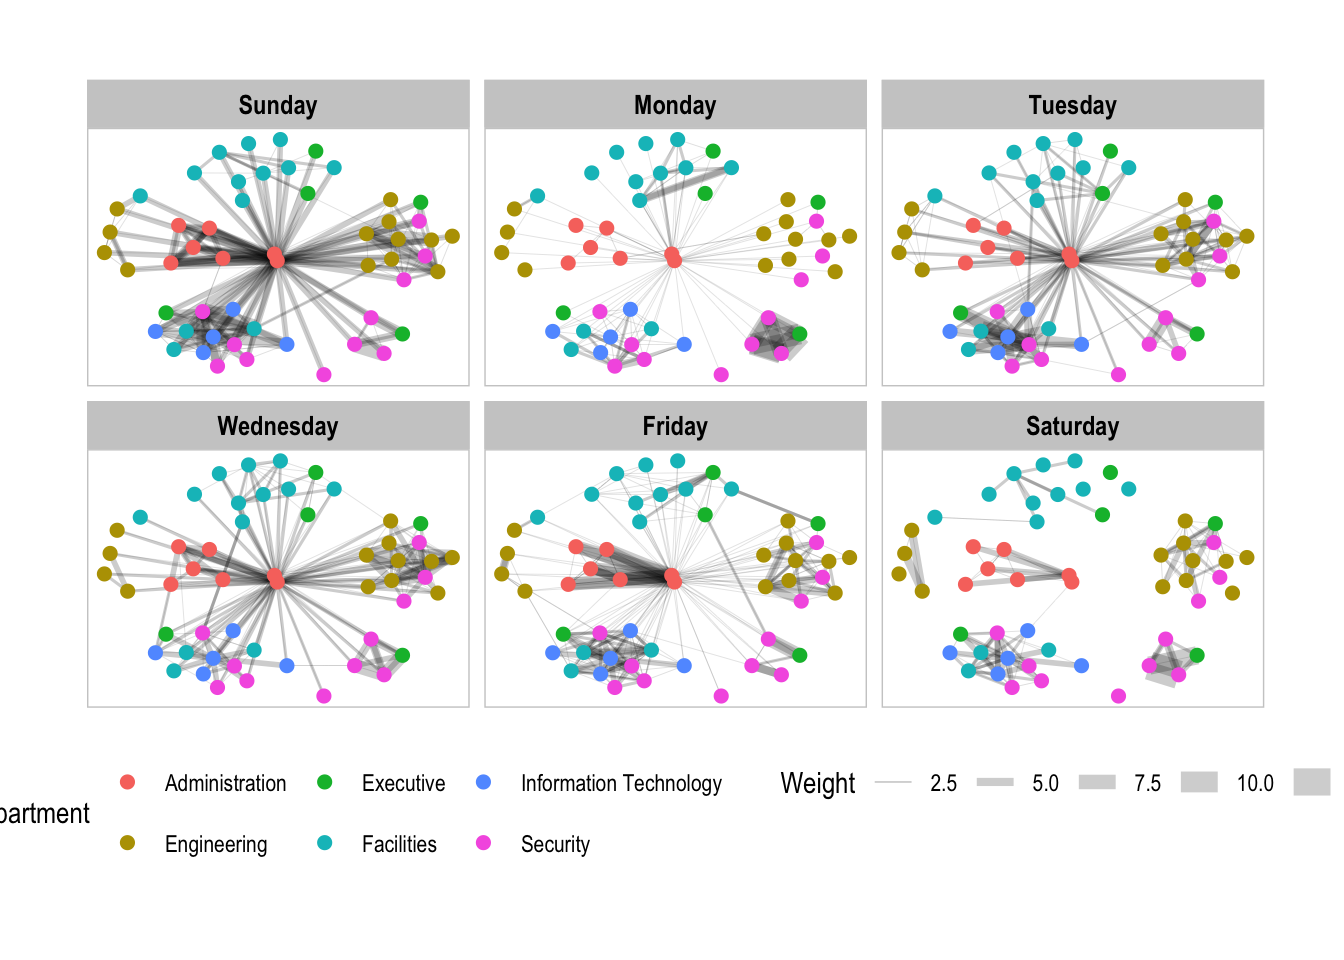 Sunday
Monday
Tuesday
Wednesday
Friday
Saturday
Administration
Executive
Information Technology
Weight
2.5
5.0
7.5
10.0
partment
Engineering
Facilities
Security